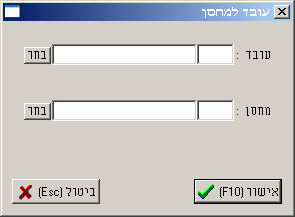 עובד למחסן
עובד : בחר
מחסן : בחר
אישור (F10) ביטול (Esc)